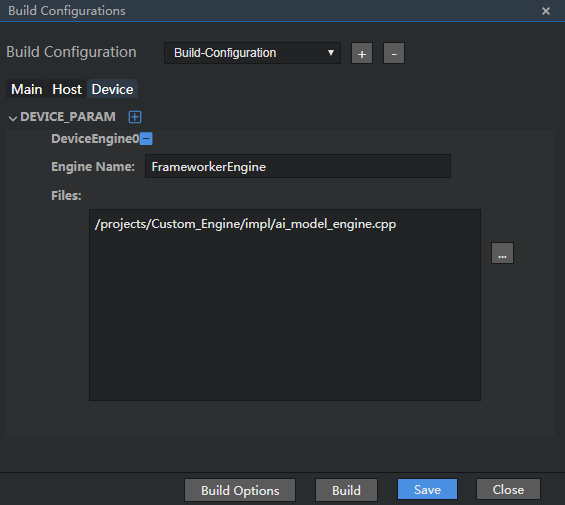 Build Configurations ×
Build Configuration Build-Configuration ▼ + -
Main Host Device
DEVICE_PARAM +
DeviceEngine0 −
Engine Name: FrameworkerEngine
Files:
/projects/Custom_Engine/impl/ai_model_engine.cpp
...
Build Options Build Save Close